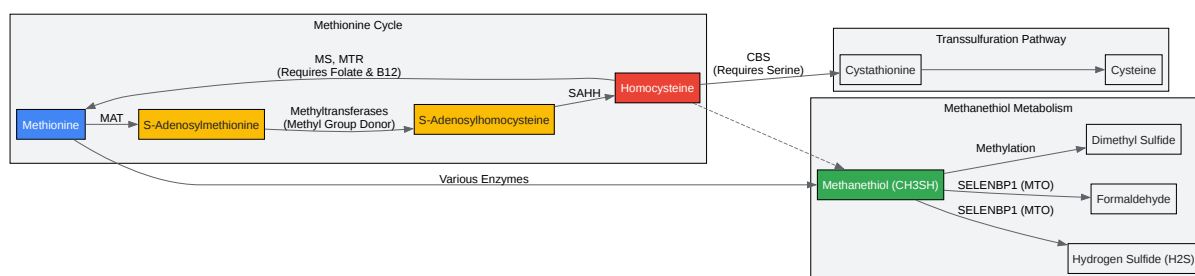 Methionine Cycle
MS, MTR
(Requires Folate & B12)
Methionine
MAT
S-Adenosylmethionine
Methyltransferases
(Methyl Group Donor)
S-Adenosylhomocysteine
SAHH
Homocysteine
CBS
(Requires Serine)
Transsulfuration Pathway
Cystathionine
Cysteine
Various Enzymes
Methanethiol Metabolism
Methanethiol (CH3SH)
Methylation
Dimethyl Sulfide
SELENBP1 (MTO)
Formaldehyde
SELENBP1 (MTO)
Hydrogen Sulfide (H2S)